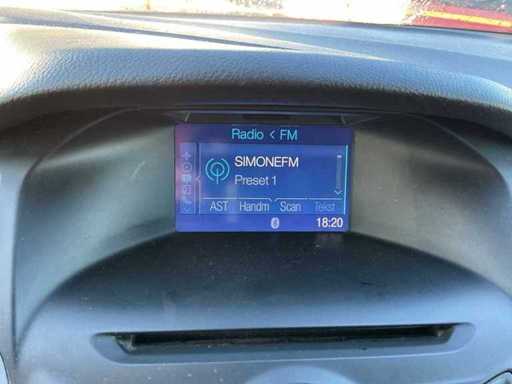 Radio < FM
SIMONEFM
Preset 1
AST Handm Scan Tekst
18:20